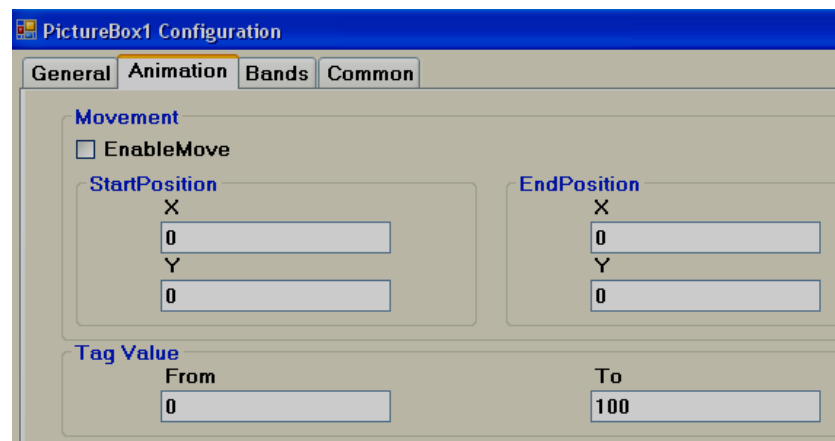 PictureBox1 Configuration
General Animation Bands Common
Movement
EnableMove
StartPosition EndPosition
X X
0 0
Y Y
0 0
Tag Value
From To
0 100